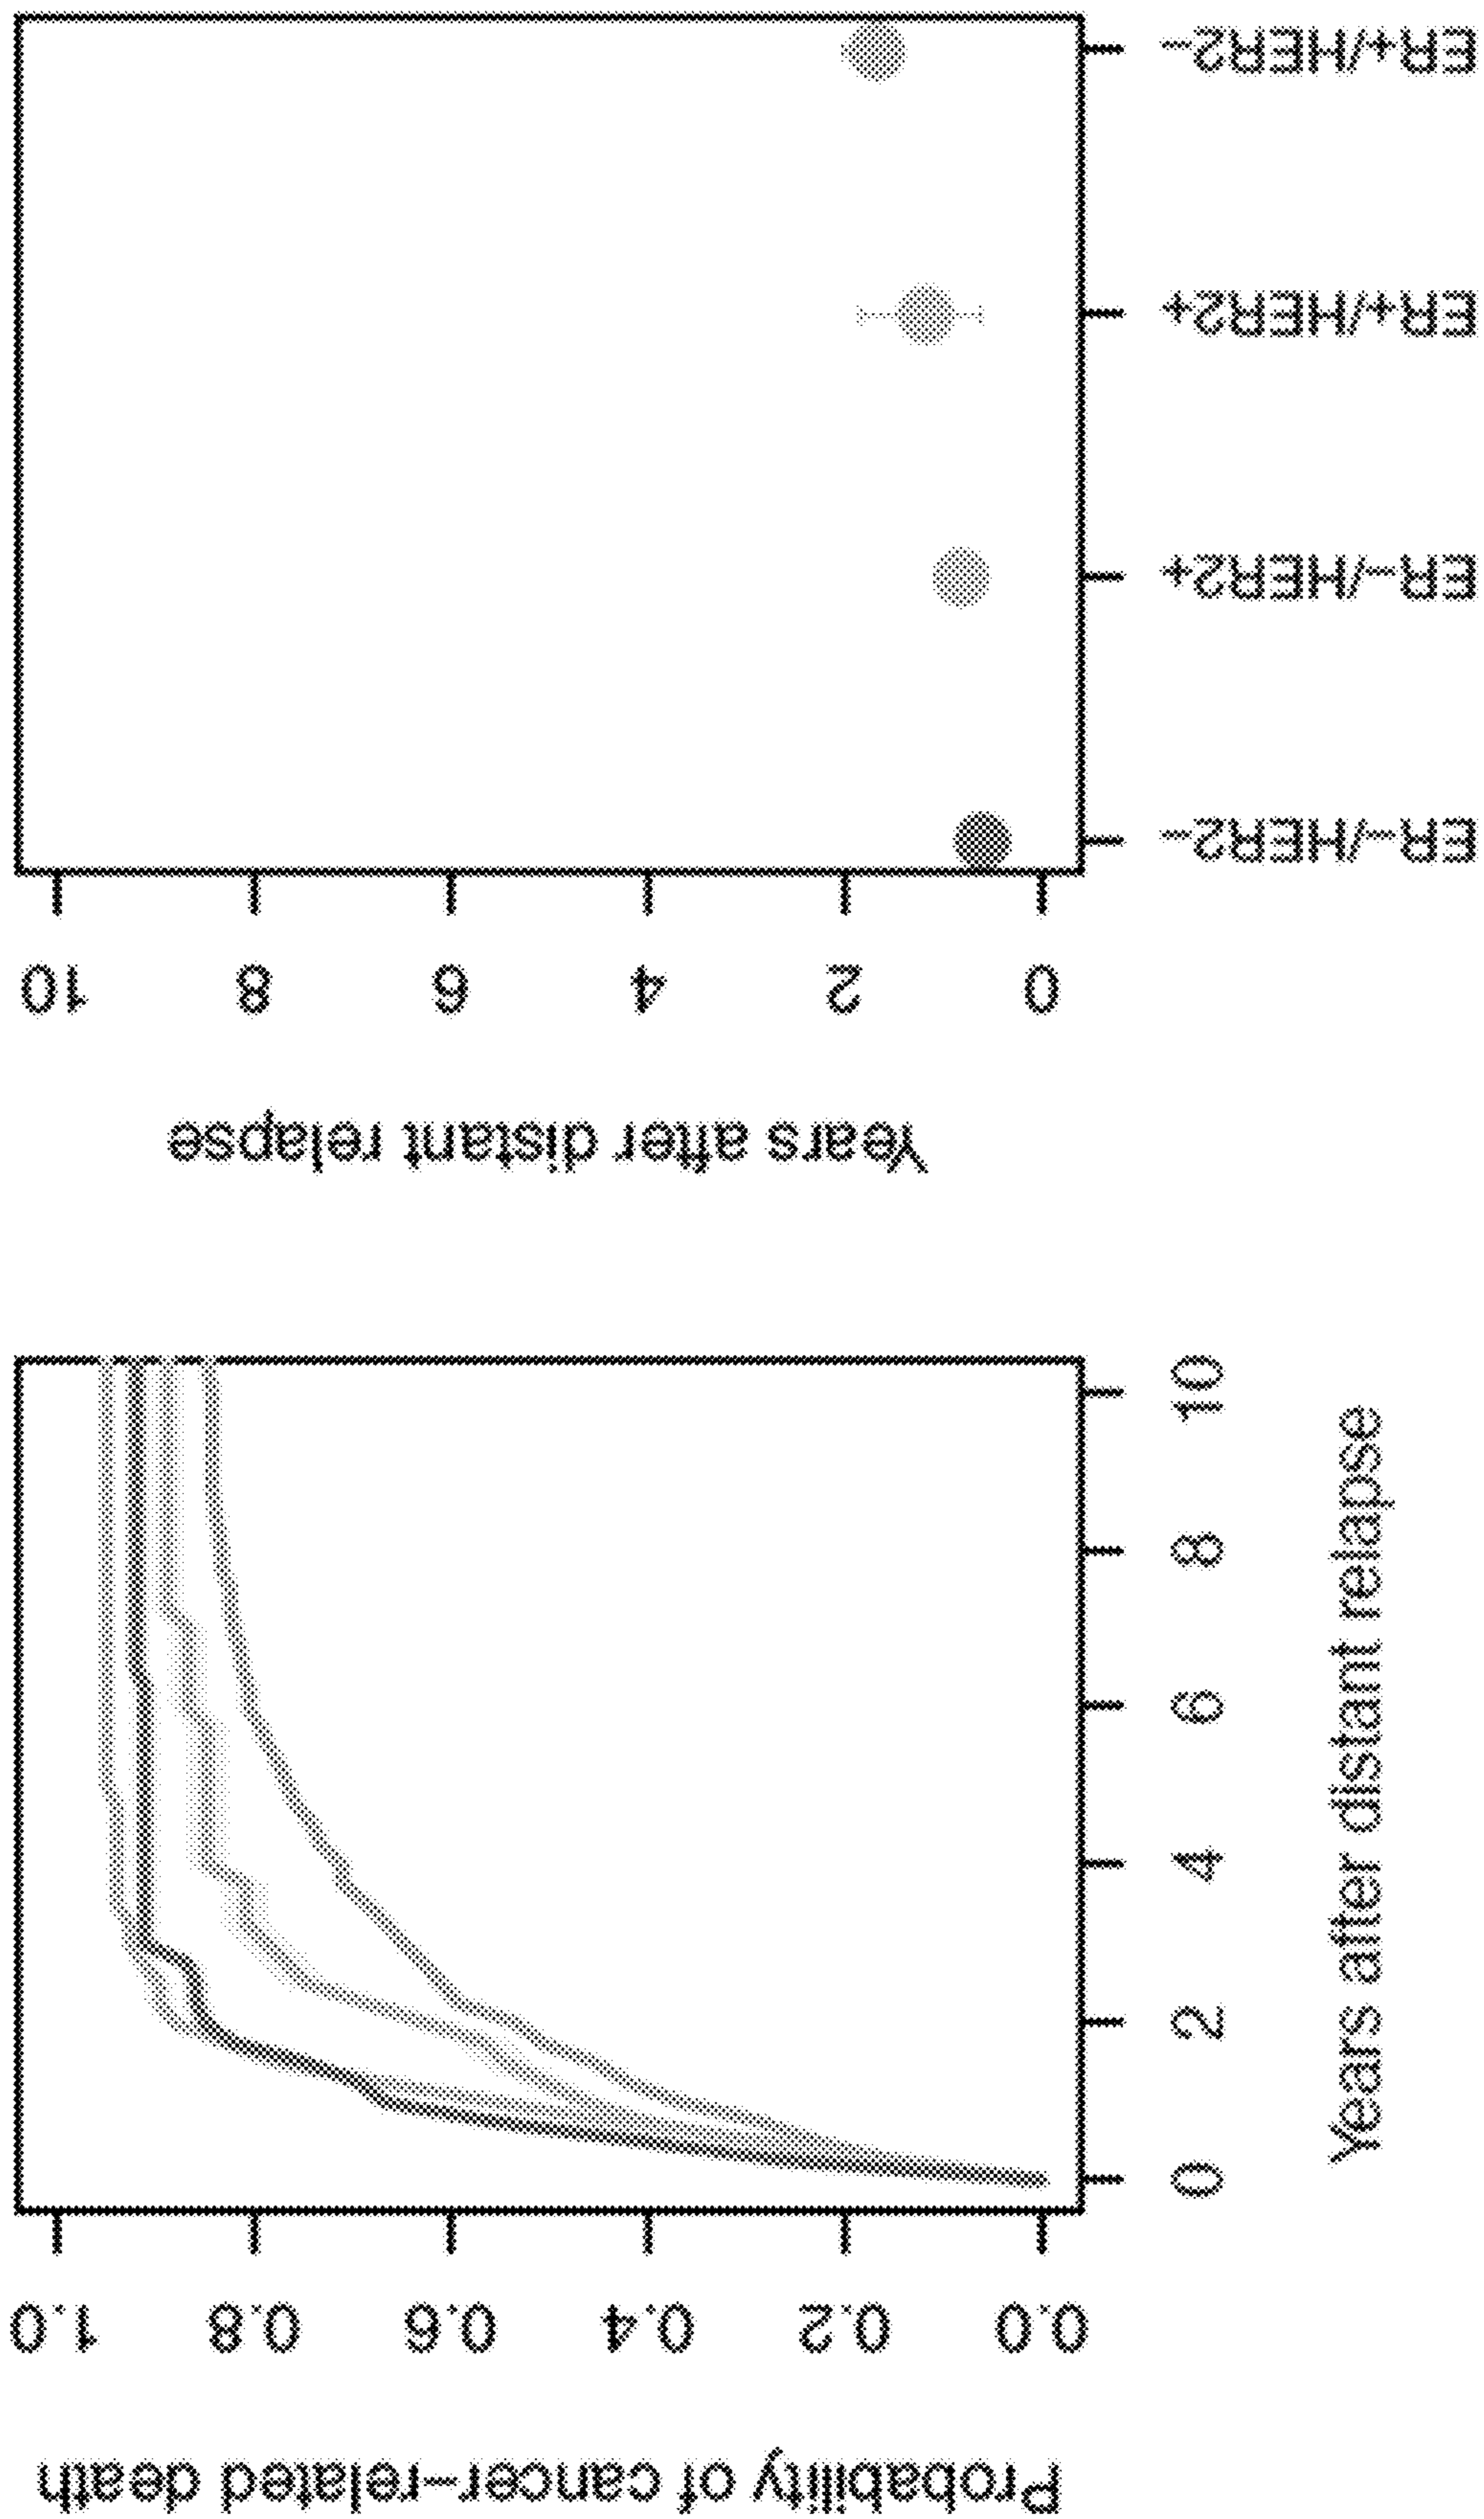 Probability of cancer-related death
0.0
0.2
0.4
0.6
0.8
1.0
0
2
4
6
8
10
Years after distant relapse
Years after distant relapse
0
2
4
6
8
10
ER-/HER2-
ER-/HER2+
ER+/HER2+
ER+/HER2-